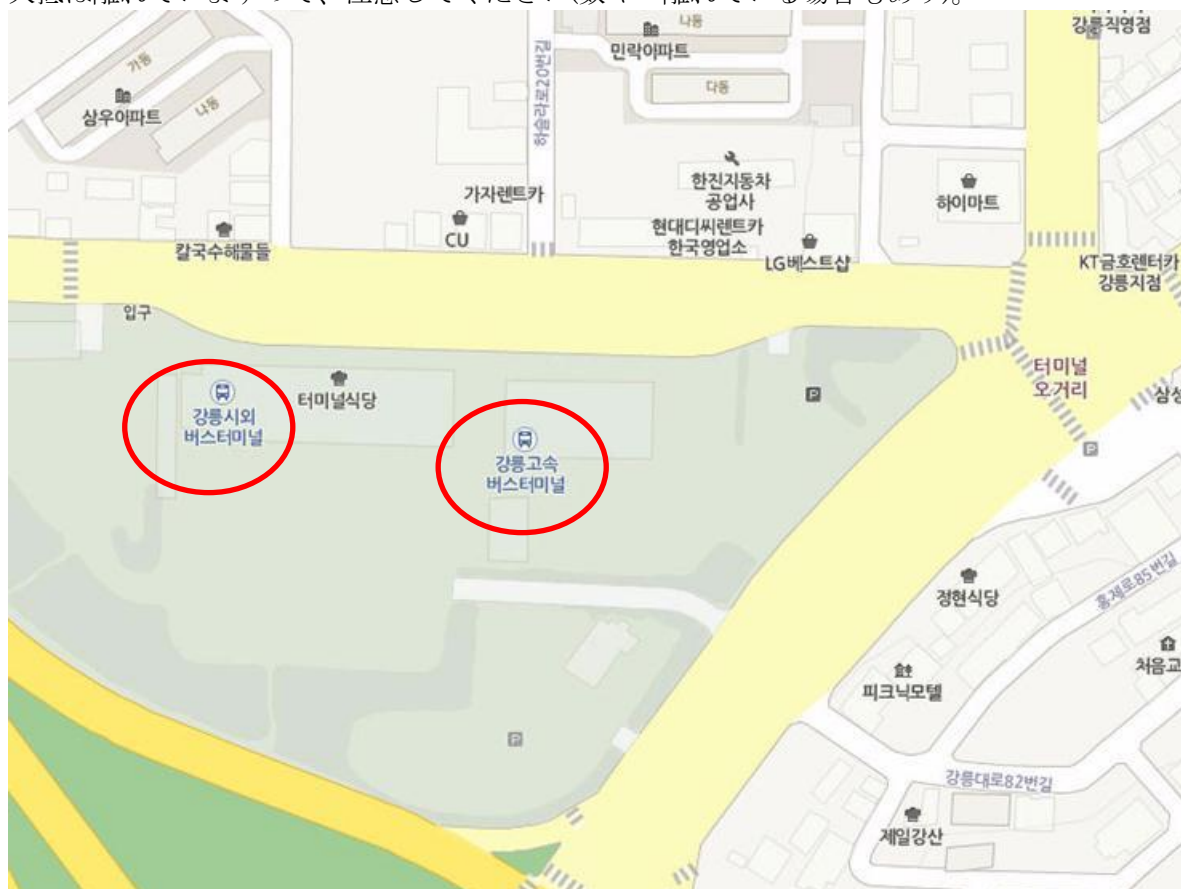 가동
나동
상우아파트
나동
민락아파트
다동
하슬라로20번길
강릉직영점
가자렌트카
CU
칼국수해물들
한진자동차
공업사
현대디씨렌트카
한국영업소
LG베스트샵
하이마트
KT금호렌터카
강릉지점
입구
강릉시외
버스터미널
터미널식당
강릉고속
버스터미널
P
터미널
오거리
삼성
P
정현식당
홍제로85번길
처음교
피크닉모텔
P
강릉대로82번길
제일강산